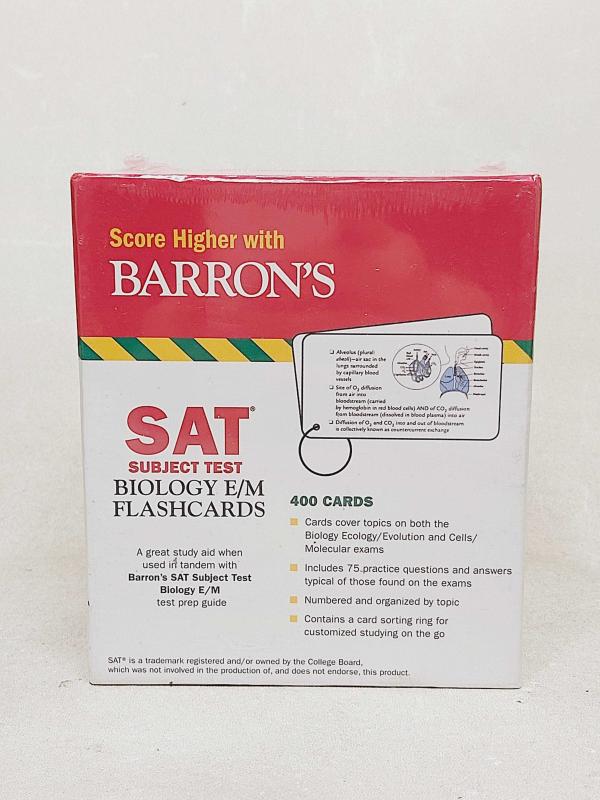 Score Higher with
BARRON'S
❑ Alveolus (plural:
alveoli)—air sac in the
lungs surrounded
by capillary blood
vessels
❑ Site of O₂ diffusion
from air into
bloodstream (carried
by hemoglobin in red blood cells) AND of CO₂ diffusion
from bloodstream (dissolved in blood plasma) into air
❑ Diffusion of O₂ and CO₂ into and out of bloodstream
is collectively known as countercurrent exchange
SAT®
SUBJECT TEST
BIOLOGY E/M
FLASHCARDS
A great study aid when
used in tandem with
Barron's SAT Subject Test
Biology E/M
test prep guide
400 CARDS
Cards cover topics on both the
Biology Ecology/Evolution and Cells/
Molecular exams
Includes 75 practice questions and answers
typical of those found on the exams
Numbered and organized by topic
Contains a card sorting ring for
customized studying on the go
SAT® is a trademark registered and/or owned by the College Board,
which was not involved in the production of, and does not endorse, this product.